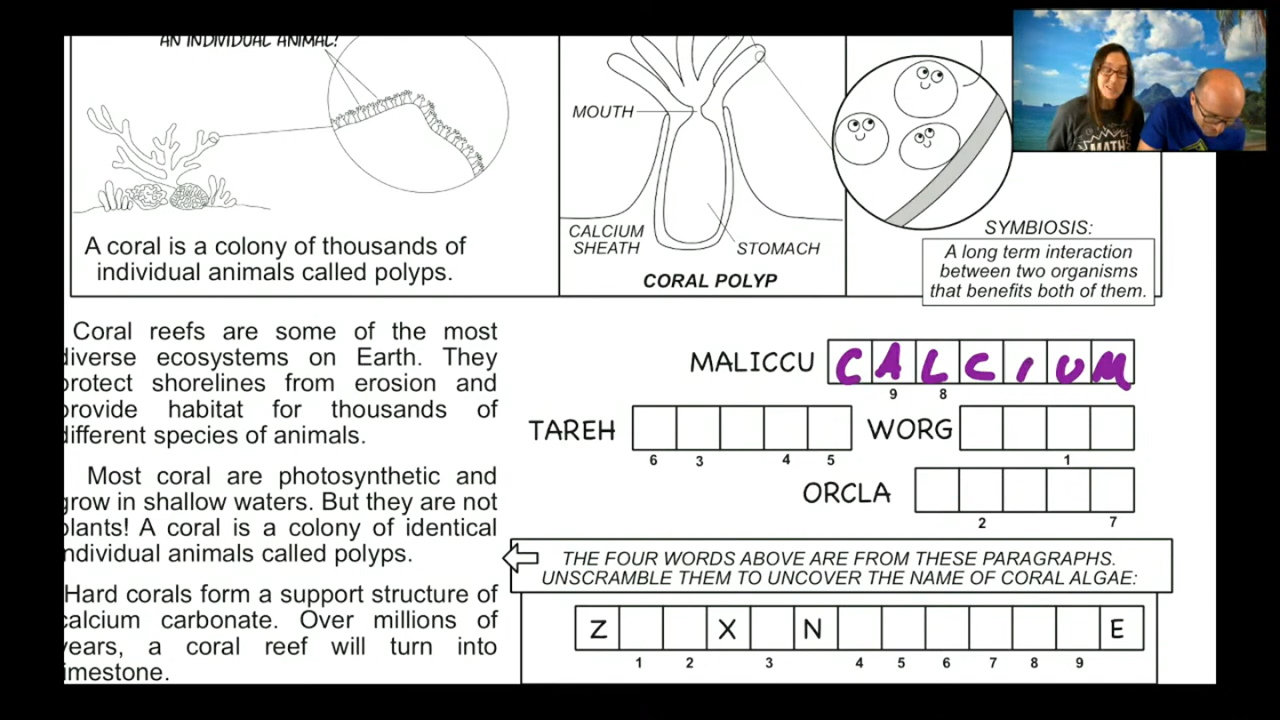 AN INDIVIDUAL ANIMAL!
A coral is a colony of thousands of
individual animals called polyps.
MOUTH
CALCIUM
SHEATH
STOMACH
CORAL POLYP
SYMBIOSIS:
A long term interaction
between two organisms
that benefits both of them.
MATH
Coral reefs are some of the most
diverse ecosystems on Earth. They
protect shorelines from erosion and
provide habitat for thousands of
different species of animals.
Most coral are photosynthetic and
grow in shallow waters. But they are not
plants! A coral is a colony of identical
individual animals called polyps.
Hard corals form a support structure of
calcium carbonate. Over millions of
years, a coral reef will turn into
limestone.
MALICCU CALCIUM
9 8
TAREH WORG
6 3 4 5 1
ORCLA
2 7
THE FOUR WORDS ABOVE ARE FROM THESE PARAGRAPHS.
UNSCRAMBLE THEM TO UNCOVER THE NAME OF CORAL ALGAE:
Z X N E
1 2 3 4 5 6 7 8 9